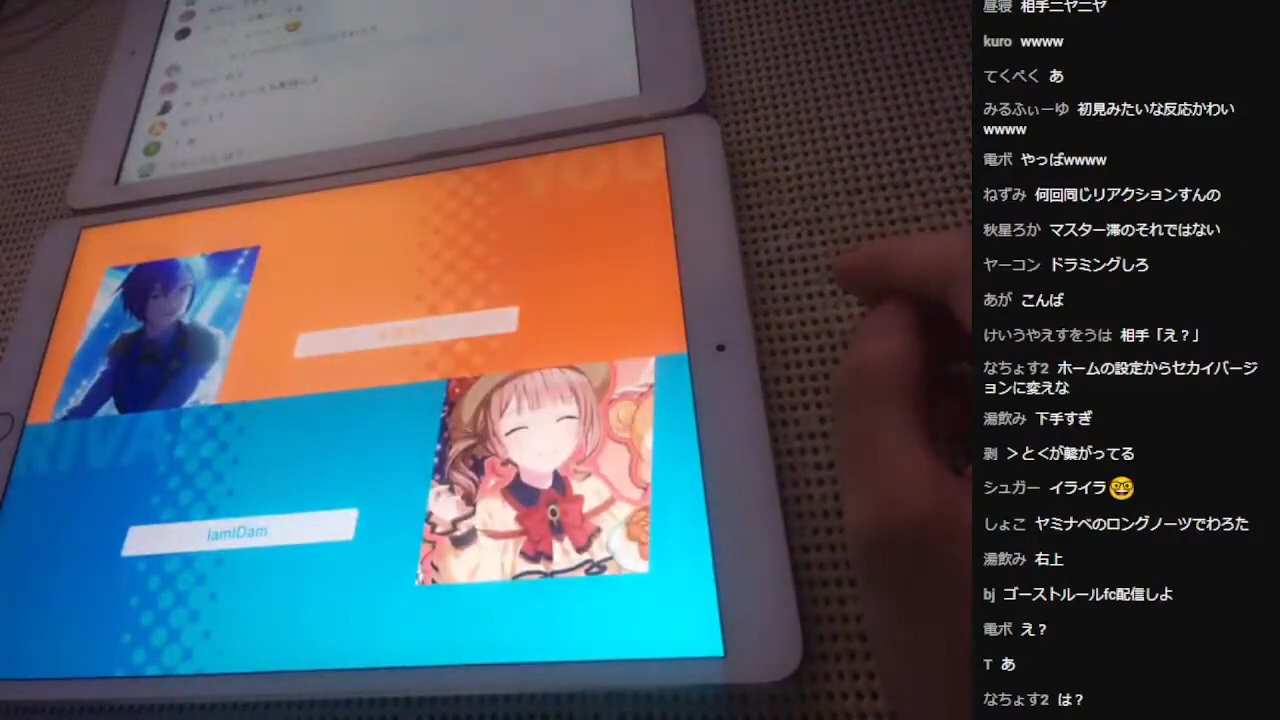 YOU
IamIDam
昼寝 相手ニヤニヤ
kuro wwww
てくぺく あ
みるふぃーゆ 初見みたいな反応かわい
wwww
電ボ やっばwwww
ねずみ 何回同じリアクションすんの
秋星ろか マスター澪のそれではない
ヤーコン ドラミングしろ
あが こんば
けいうやえすをうは 相手「え？」
なちょす2 ホームの設定からセカイバージ
ョンに変えな
湯飲み 下手すぎ
剥 ＞と＜が繋がってる
シュガー イライラ🤓
しょこ ヤミナベのロングノーツでわろた
湯飲み 右上
bj ゴーストルールfc配信しよ
電ボ え？
T あ
なちょす2 は？